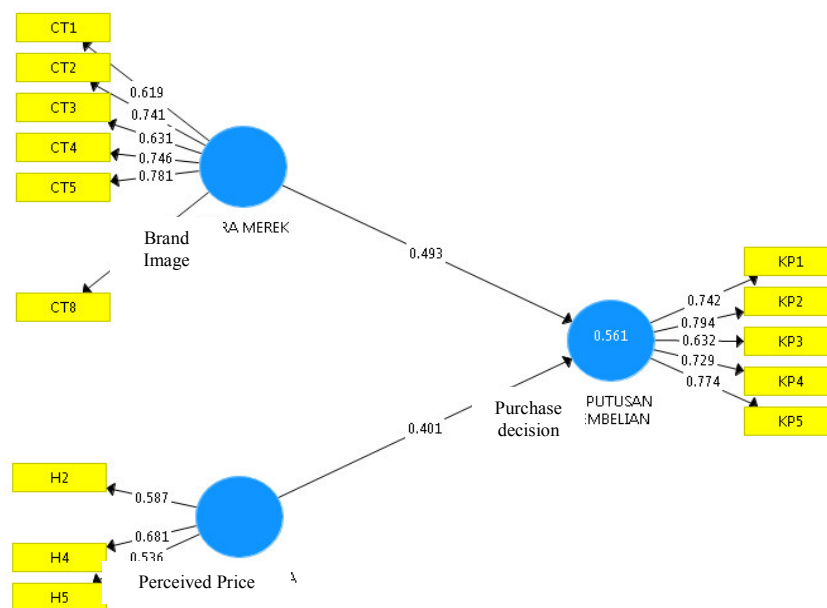 CT1
CT2
CT3
CT4
CT5
CT8
0.619
0.741
0.631
0.746
0.781
Brand
Image
RA MEREK
0.493
0.561
KP1
KP2
KP3
KP4
KP5
0.742
0.794
0.632
0.729
0.774
Purchase
decision
PUTUSAN
EMBELIAN
0.401
H2
H4
H5
0.587
0.681
0.536
Perceived Price